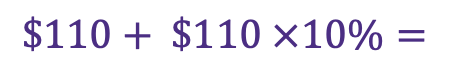 $110 + $110 ×10% =